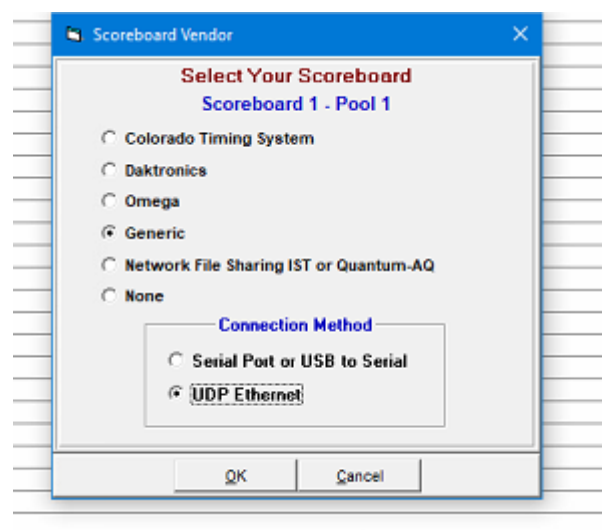 Scoreboard Vendor
Select Your Scoreboard
Scoreboard 1 - Pool 1
Colorado Timing System
Daktronics
Omega
Generic
Network File Sharing IST or Quantum-AQ
None
Connection Method
Serial Port or USB to Serial
UDP Ethernet
OK Cancel